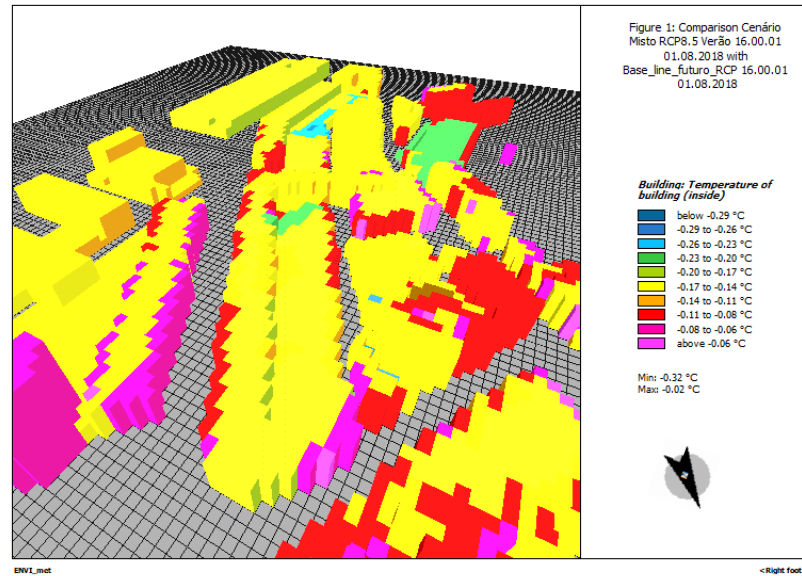 Figure 1: Comparison Cenário
Misto RCP8.5 Verão 16.00.01
01.08.2018 with
Base_line_futuro_RCP 16.00.01
01.08.2018
Building: Temperature of
building (inside)
below -0.29 °C
-0.29 to -0.26 °C
-0.26 to -0.23 °C
-0.23 to -0.20 °C
-0.20 to -0.17 °C
-0.17 to -0.14 °C
-0.14 to -0.11 °C
-0.11 to -0.08 °C
-0.08 to -0.06 °C
above -0.06 °C
Min: -0.32 °C
Max: -0.02 °C
ENVI_met
<Right foot